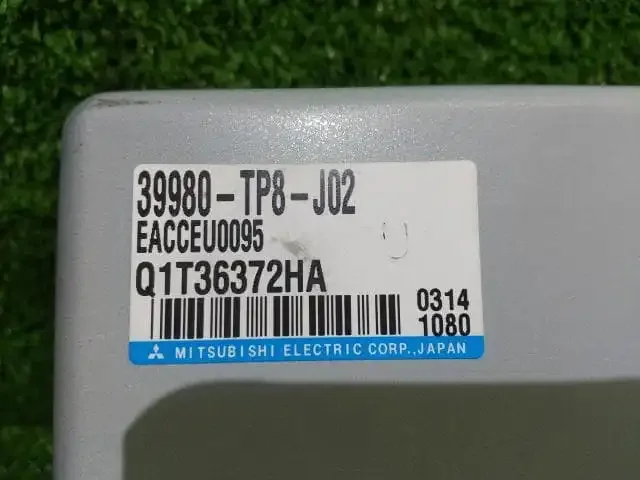 39980-TP8-J02
EACCEU0095
Q1T36372HA
0314
1080
MITSUBISHI ELECTRIC CORP.,JAPAN